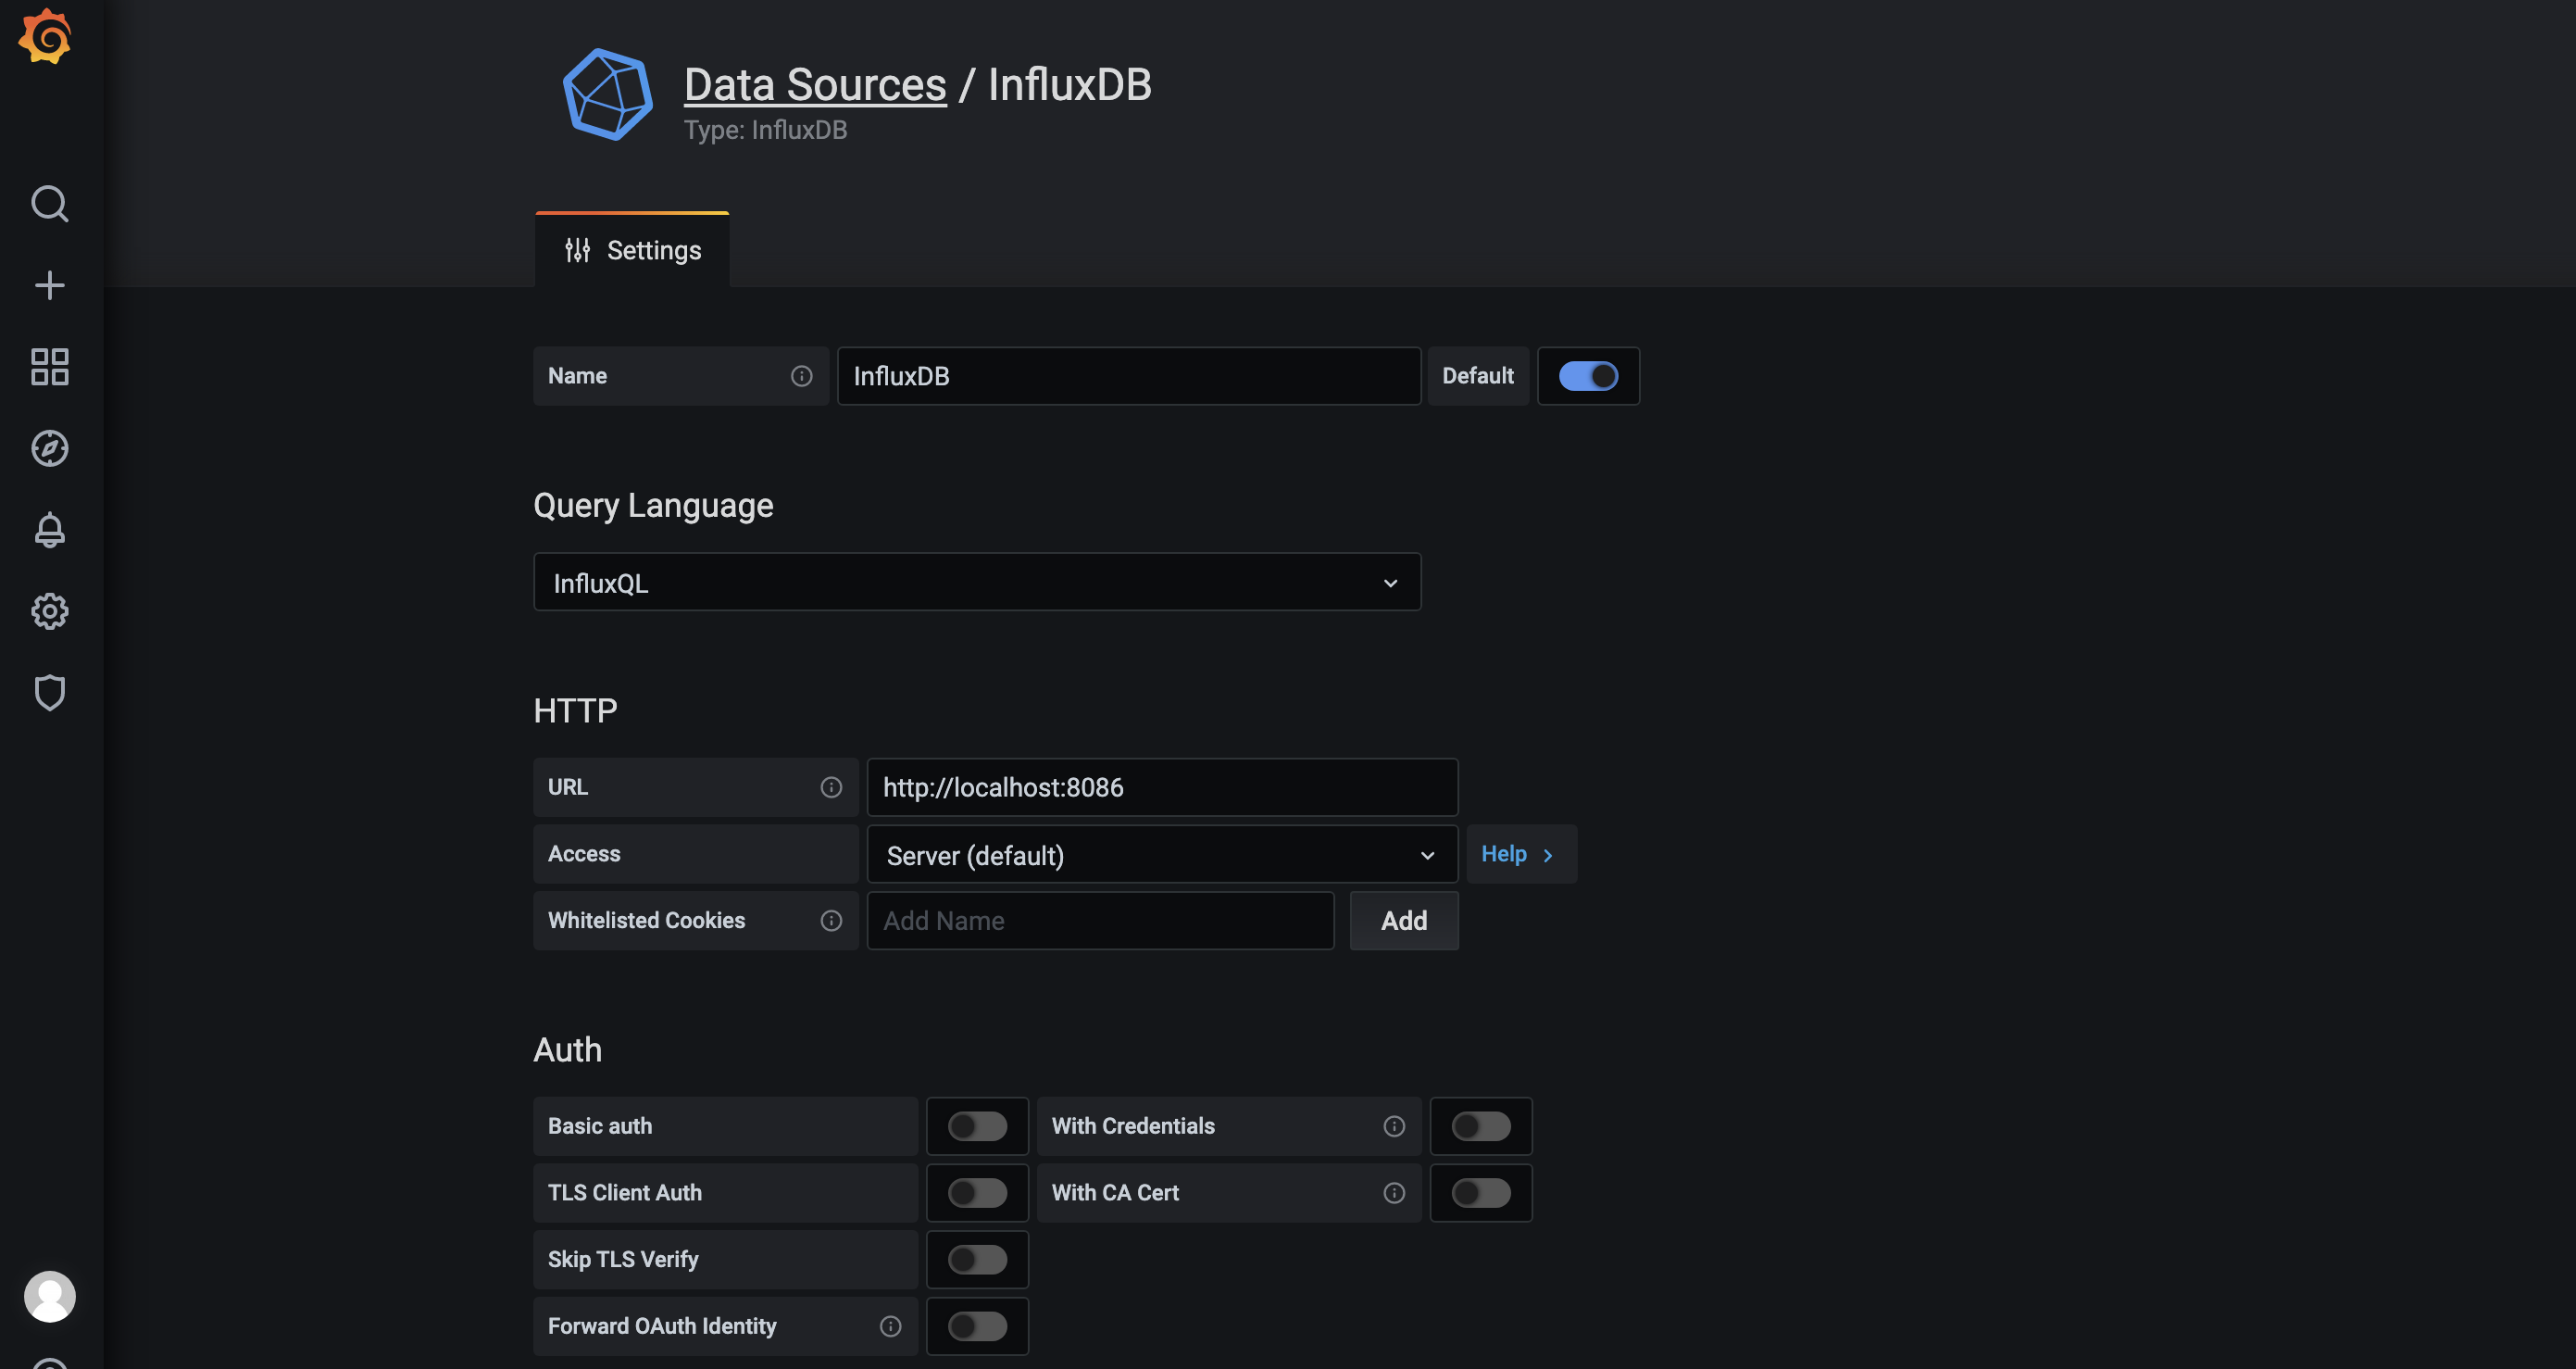 Data Sources / InfluxDB
Type: InfluxDB
Settings
Name InfluxDB Default
Query Language
InfluxQL
HTTP
URL http://localhost:8086
Access Server (default) Help
Whitelisted Cookies Add Name Add
Auth
Basic auth With Credentials
TLS Client Auth With CA Cert
Skip TLS Verify
Forward OAuth Identity